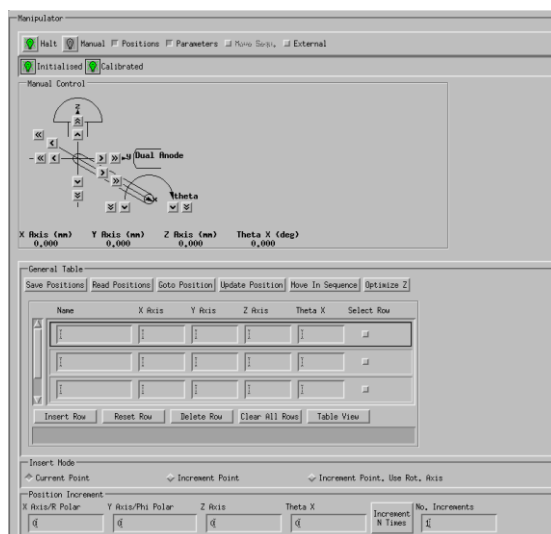 Manipulator
Halt Manual Positions Parameters Move Sequ. External
Initialised Calibrated
Manual Control
Z
y Dual Anode
x
theta
X Axis (mm) Y Axis (mm) Z Axis (mm) Theta X (deg)
0,000 0,000 0,000 0,000
General Table
Save Positions Read Positions Goto Position Update Position Move In Sequence Optimize Z
Name X Axis Y Axis Z Axis Theta X Select Row
Insert Row Reset Row Delete Row Clear All Rows Table View
Insert Mode
Current Point Increment Point Increment Point, Use Rot. Axis
Position Increment
X Axis/R Polar Y Axis/Phi Polar Z Axis Theta X Increment N Times No. Increments
0 0 0 0 1